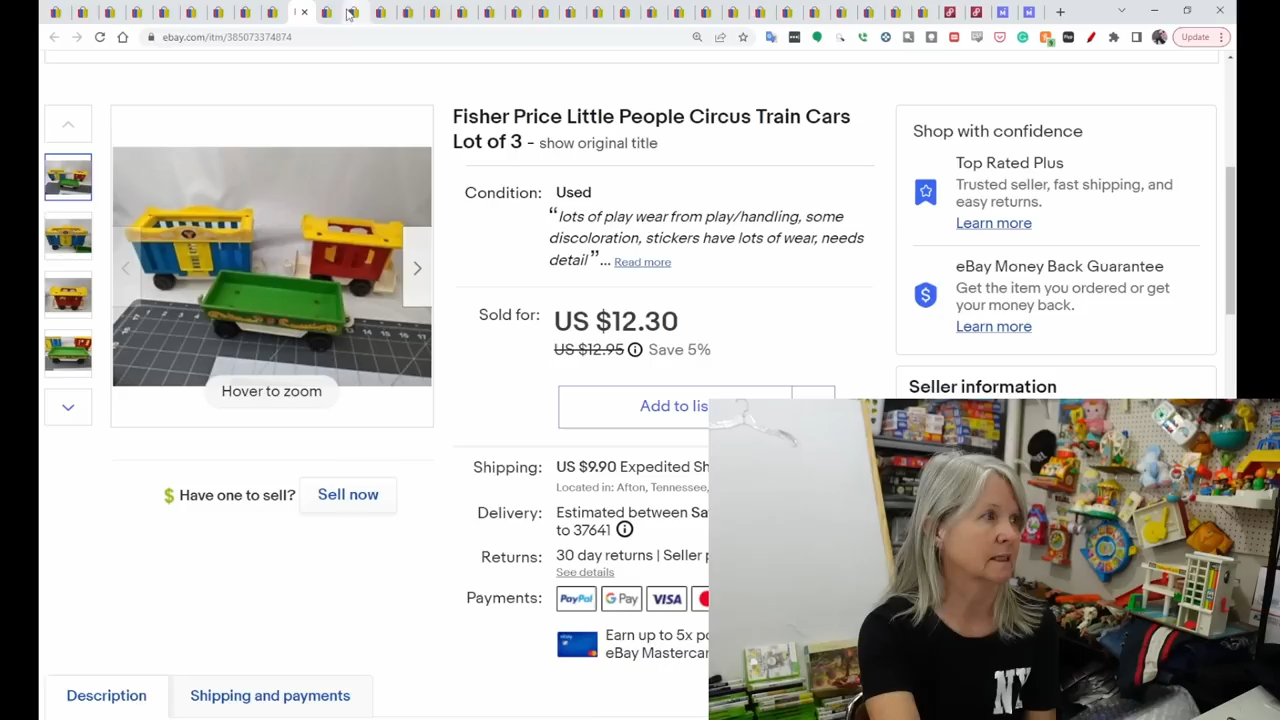 ebay.com/itm/385073374874
Update
Fisher Price Little People Circus Train Cars
Lot of 3 - show original title
Condition: Used
“lots of play wear from play/handling, some
discoloration, stickers have lots of wear, needs
detail”... Read more
Sold for: US $12.30
US $12.95 Save 5%
Add to lis
Hover to zoom
$ Have one to sell? Sell now
Shipping: US $9.90 Expedited Sh
Located in: Afton, Tennessee,
Delivery: Estimated between Sa
to 37641
Returns: 30 day returns | Seller p
See details
Payments: PayPal G Pay VISA
ebay Earn up to 5x po
eBay Mastercar
Description
Shipping and payments
Shop with confidence
Top Rated Plus
Trusted seller, fast shipping, and
easy returns.
Learn more
eBay Money Back Guarantee
Get the item you ordered or get
your money back.
Learn more
Seller information
NY